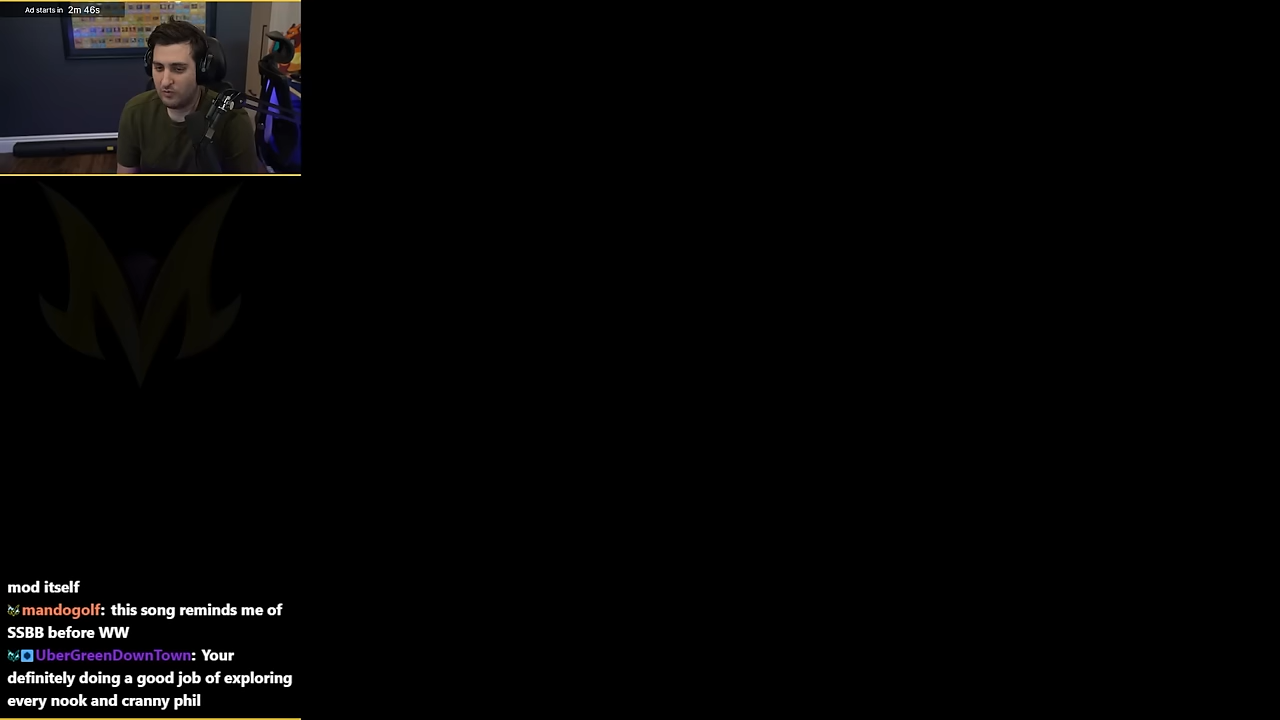 Ad starts in 2m 46s
mod itself
mandogolf: this song reminds me of
SSBB before WW
UberGreenDownTown: Your
definitely doing a good job of exploring
every nook and cranny phil